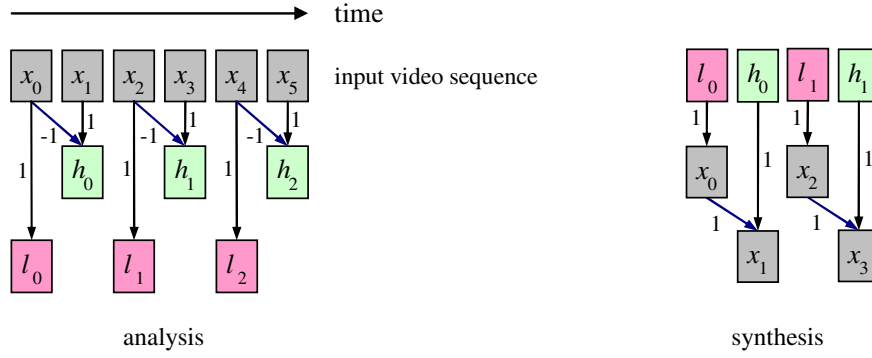 time
x0 x1 x2 x3 x4 x5 input video sequence
l0 h0 l1 h1
-1 1 -1 1 -1 1
1 1
1 1 1
h0 h1 h2
x0 x2
1 1
1 1
l0 l1 l2
x1 x3
analysis synthesis